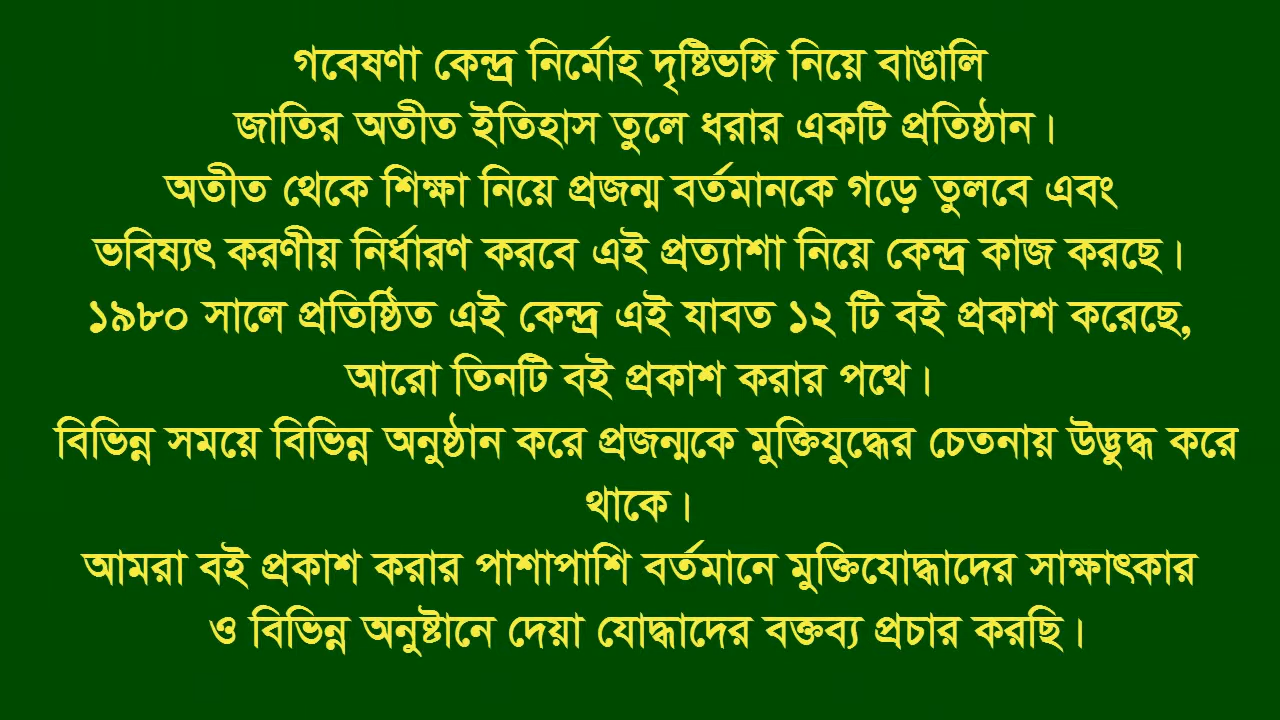 গবেষণা কেন্দ্র নির্মোহ দৃষ্টিভঙ্গি নিয়ে বাঙালি
জাতির অতীত ইতিহাস তুলে ধরার একটি প্রতিষ্ঠান।
অতীত থেকে শিক্ষা নিয়ে প্রজন্ম বর্তমানকে গড়ে তুলবে এবং
ভবিষ্যৎ করণীয় নির্ধারণ করবে এই প্রত্যাশা নিয়ে কেন্দ্র কাজ করছে।
১৯৮০ সালে প্রতিষ্ঠিত এই কেন্দ্র এই যাবত ১২ টি বই প্রকাশ করেছে,
আরো তিনটি বই প্রকাশ করার পথে।
বিভিন্ন সময়ে বিভিন্ন অনুষ্ঠান করে প্রজন্মকে মুক্তিযুদ্ধের চেতনায় উদ্ভুদ্ধ করে
থাকে।
আমরা বই প্রকাশ করার পাশাপাশি বর্তমানে মুক্তিযোদ্ধাদের সাক্ষাৎকার
ও বিভিন্ন অনুষ্টানে দেয়া যোদ্ধাদের বক্তব্য প্রচার করছি।